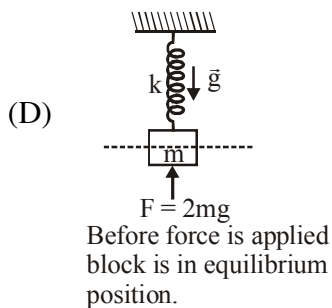 k
g⃗
(D)
m
F = 2mg
Before force is applied
block is in equilibrium
position.